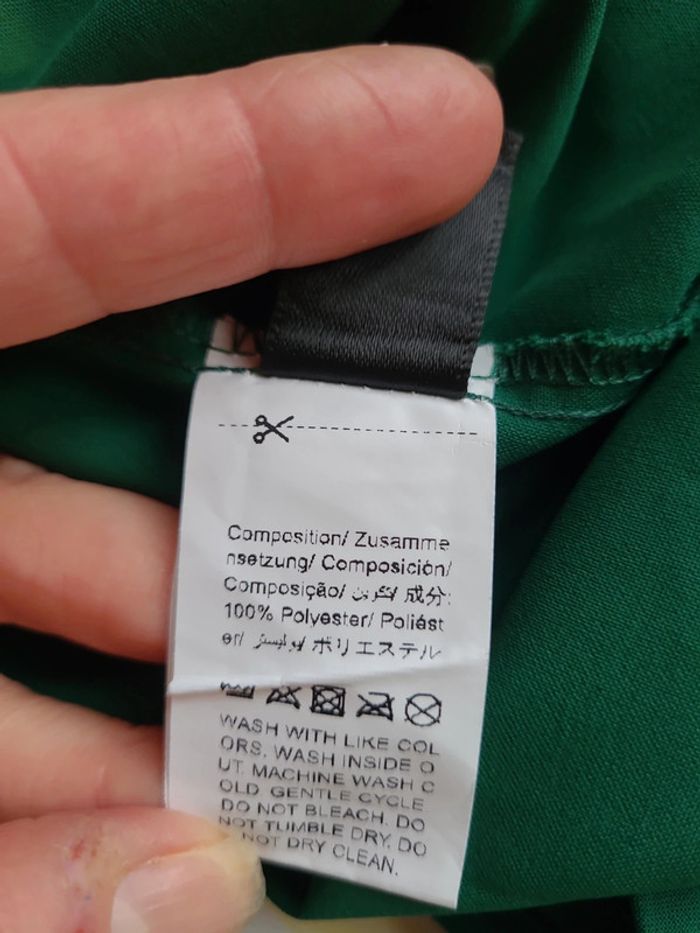 Composition/ Zusamme
nsetzung/ Composición/
Composição/ تكوين/ 成分:
100% Polyester/ Poliést
er/ بوليستر/ ポリエステル
WASH WITH LIKE COL
ORS. WASH INSIDE O
UT. MACHINE WASH C
OLD. GENTLE CYCLE.
DO NOT BLEACH. DO
NOT TUMBLE DRY. DO
NOT DRY CLEAN.